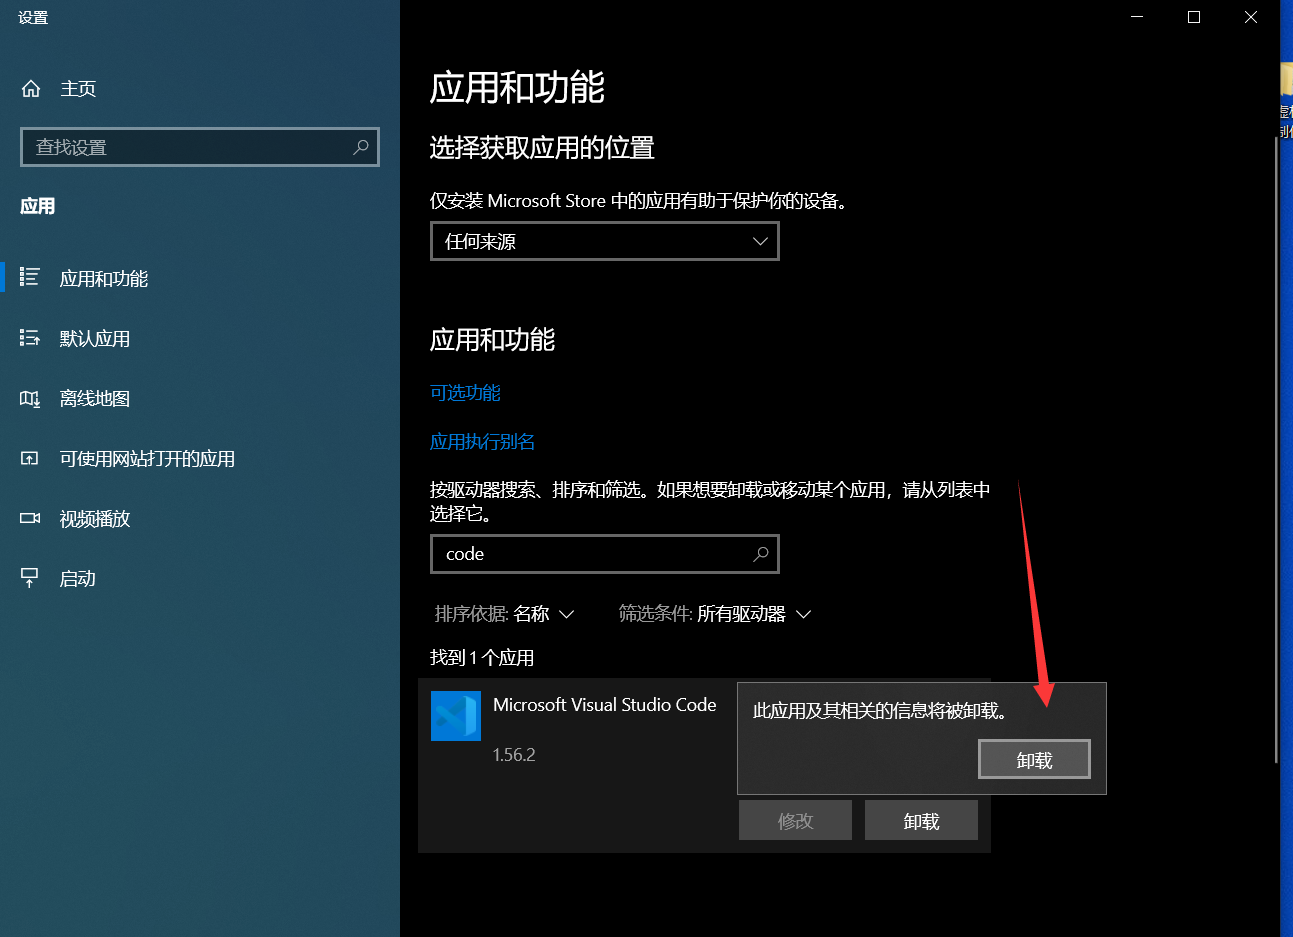 设置
主页
查找设置
应用
应用和功能
默认应用
离线地图
可使用网站打开的应用
视频播放
启动
应用和功能
选择获取应用的位置
仅安装 Microsoft Store 中的应用有助于保护你的设备。
任何来源
应用和功能
可选功能
应用执行别名
按驱动器搜索、排序和筛选。如果想要卸载或移动某个应用，请从列表中
选择它。
code
排序依据: 名称 筛选条件: 所有驱动器
找到 1 个应用
Microsoft Visual Studio Code
1.56.2
此应用及其相关的信息将被卸载。
卸载
修改 卸载